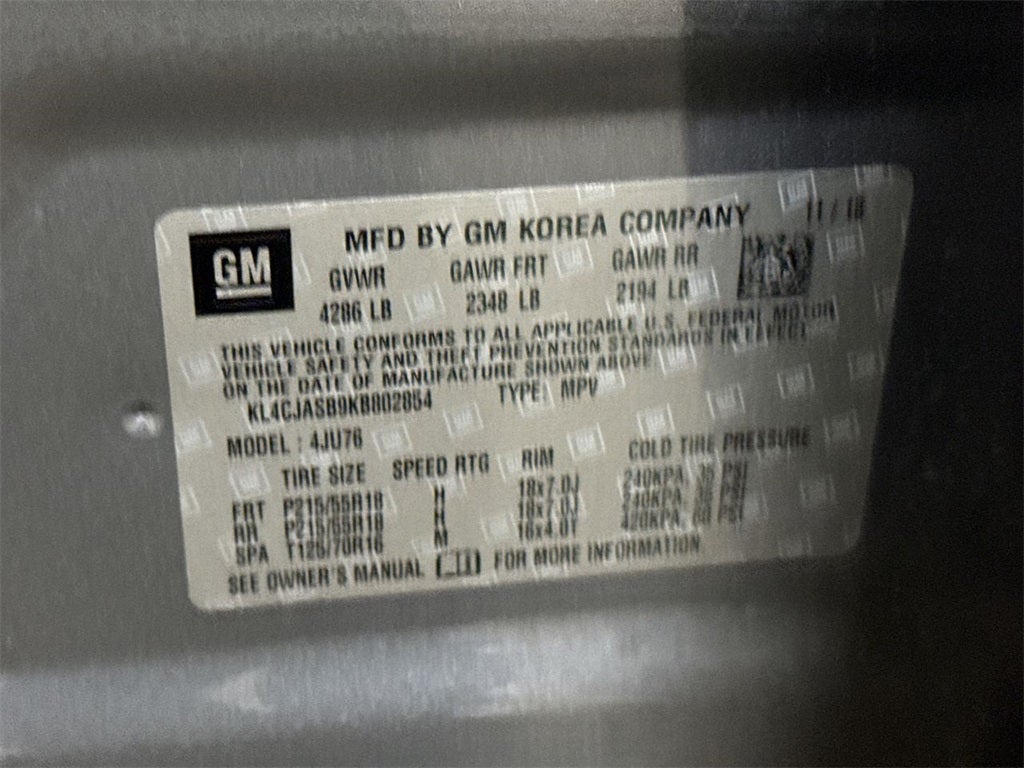 MFD BY GM KOREA COMPANY 11 / 18
GM
GVWR GAWR FRT GAWR RR
4286 LB 2348 LB 2194 LB
THIS VEHICLE CONFORMS TO ALL APPLICABLE U.S. FEDERAL MOTOR
VEHICLE SAFETY AND THEFT PREVENTION STANDARDS IN EFFECT
ON THE DATE OF MANUFACTURE SHOWN ABOVE
KL4CJASB9KB802854 TYPE: MPV
MODEL : 4JU76
TIRE SIZE SPEED RTG RIM COLD TIRE PRESSURE
FRT P215/55R18 H 18x7.0J 240KPA, 35 PSI
RR P215/55R18 H 18x7.0J 240KPA, 35 PSI
SPA T125/70R16 M 16x4.0T 420KPA, 60 PSI
SEE OWNER'S MANUAL FOR MORE INFORMATION